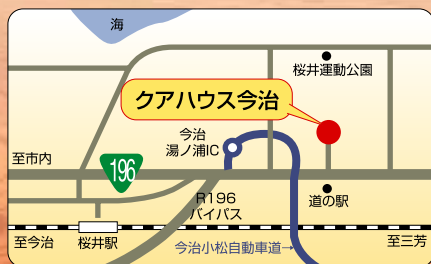 海
桜井運動公園
クアハウス今治
今治
湯ノ浦IC
至市内
196
R196
バイパス
道の駅
至今治
桜井駅
今治小松自動車道→
至三芳